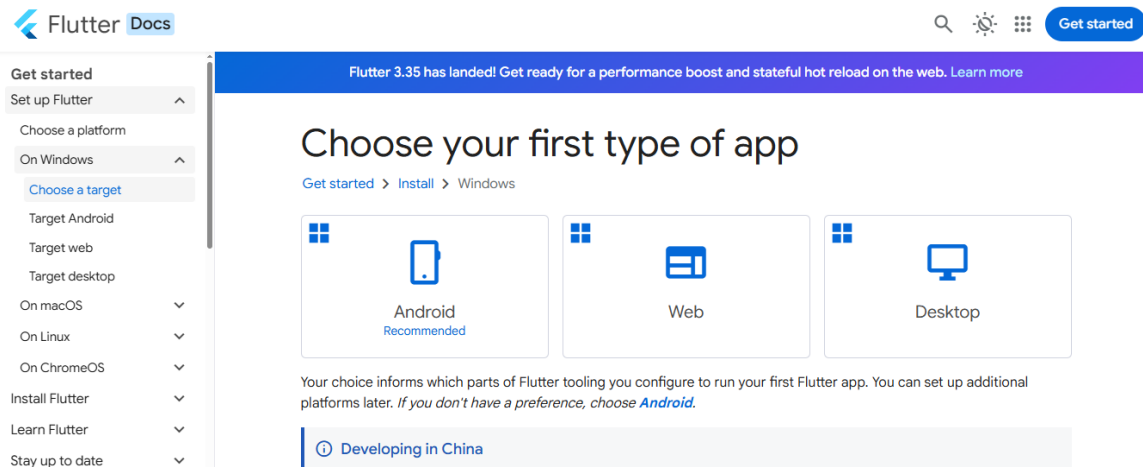 Flutter Docs
Get started
Flutter 3.35 has landed! Get ready for a performance boost and stateful hot reload on the web. Learn more
Get started
Set up Flutter
Choose a platform
On Windows
Choose a target
Target Android
Target web
Target desktop
On macOS
On Linux
On ChromeOS
Install Flutter
Learn Flutter
Stay up to date
Choose your first type of app
Get started > Install > Windows
Android
Recommended
Web
Desktop
Your choice informs which parts of Flutter tooling you configure to run your first Flutter app. You can set up additional
platforms later. If you don't have a preference, choose Android.
Developing in China